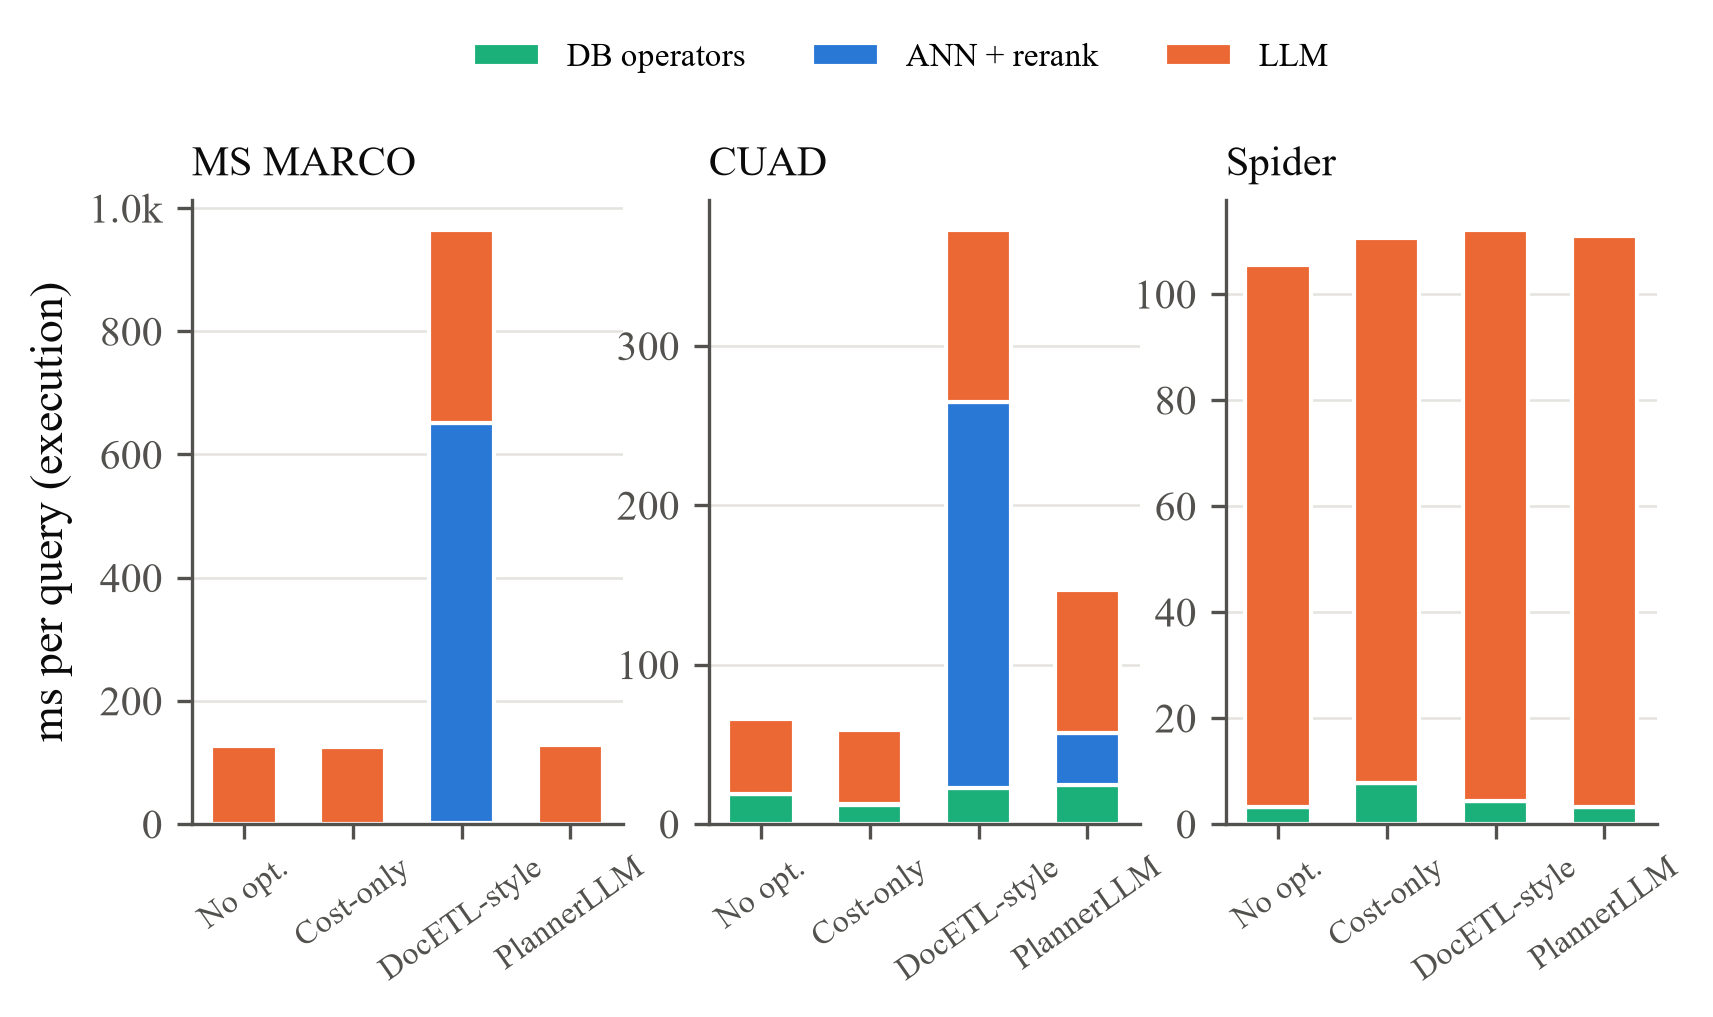 DB operators ANN + rerank LLM
MS MARCO
CUAD
Spider
ms per query (execution)
1.0k
800
600
400
200
0
No opt.
Cost-only
DocETL-style
PlannerLLM
300
200
100
0
No opt.
Cost-only
DocETL-style
PlannerLLM
100
80
60
40
20
0
No opt.
Cost-only
DocETL-style
PlannerLLM